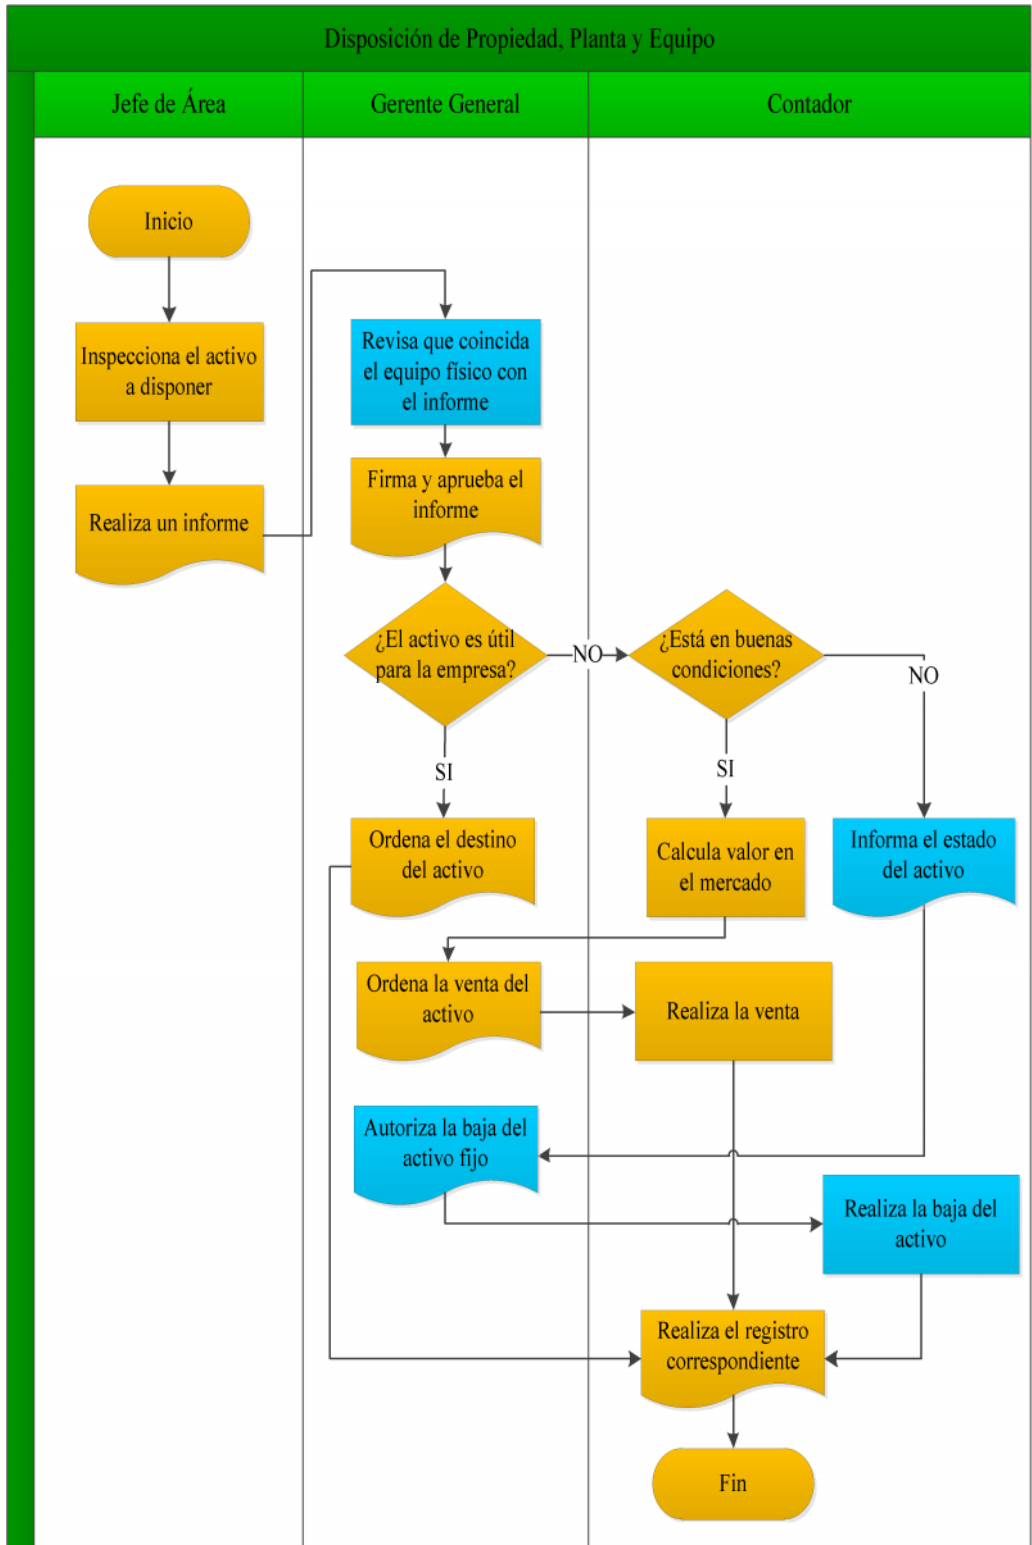 Disposición de Propiedad, Planta y Equipo
Jefe de Área
Gerente General
Contador
Inicio
Inspecciona el activo
a disponer
Realiza un informe
Revisa que coincida
el equipo físico con
el informe
Firma y aprueba el
informe
¿El activo es útil
para la empresa?
NO
¿Está en buenas
condiciones?
NO
SI
SI
Ordena el destino
del activo
Calcula valor en
el mercado
Informa el estado
del activo
Ordena la venta del
activo
Realiza la venta
Autoriza la baja del
activo fijo
Realiza la baja del
activo
Realiza el registro
correspondiente
Fin